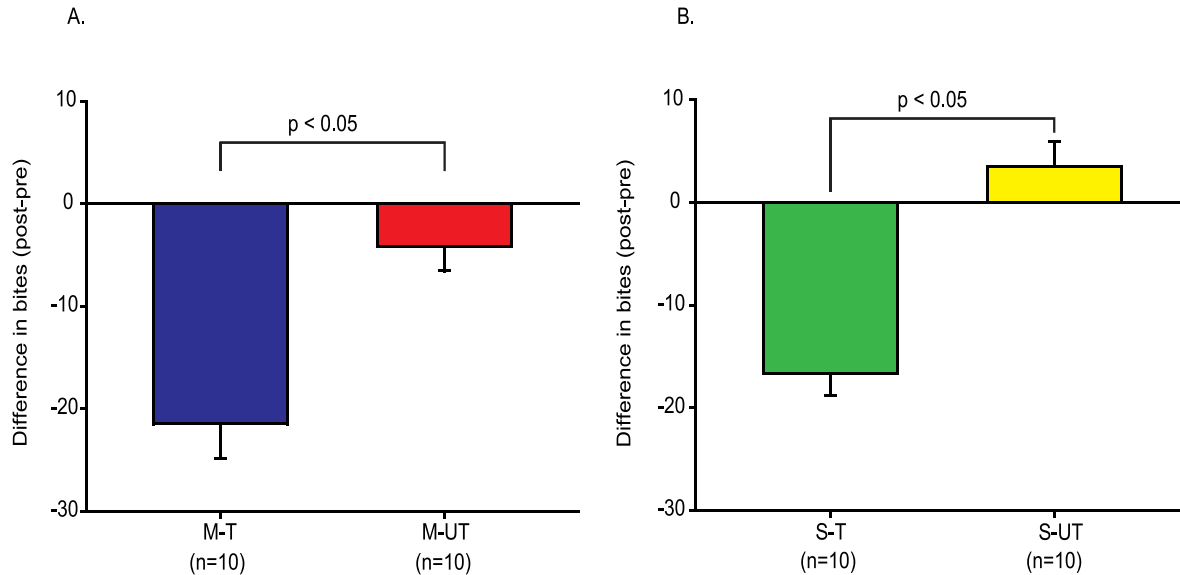 A.
Difference in bites (post-pre)
10
0
-10
-20
-30
p < 0.05
M-T
(n=10)
M-UT
(n=10)
B.
Difference in bites (post-pre)
10
0
-10
-20
-30
p < 0.05
S-T
(n=10)
S-UT
(n=10)